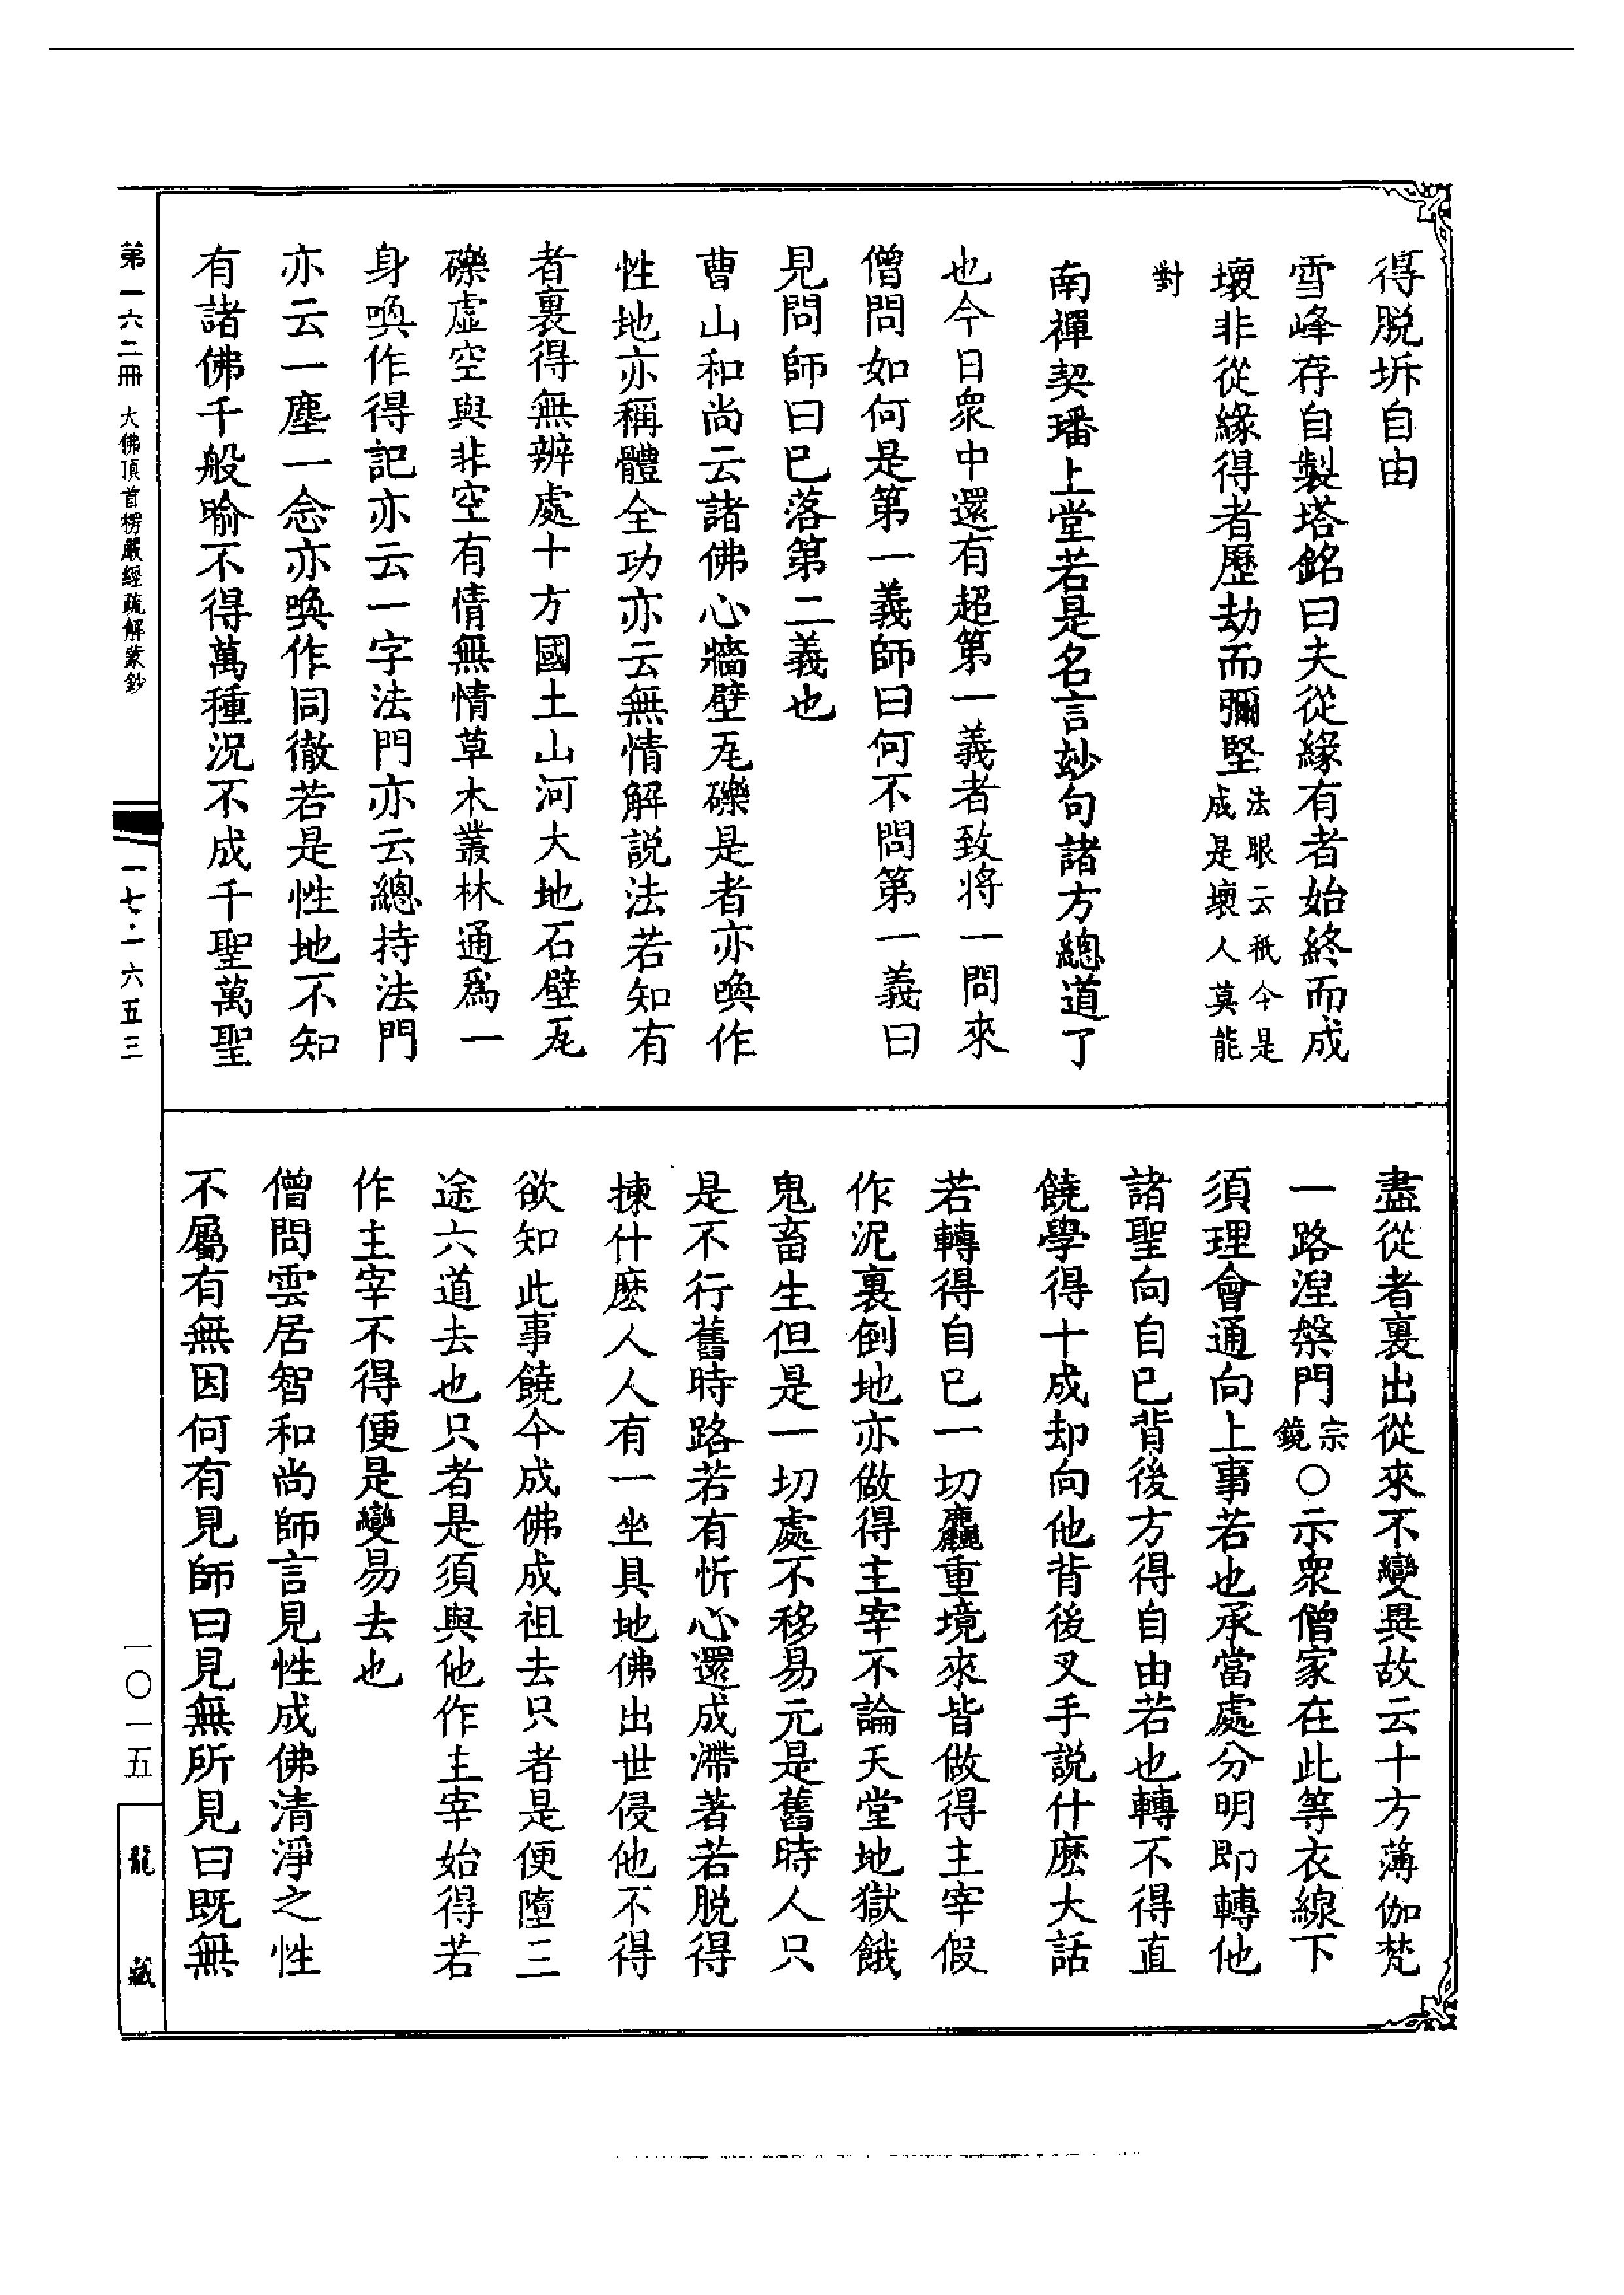 得脱坼自由
雪峰存自製塔銘曰夫從緣有者始終而成
壞非從緣得者歷劫而彌堅法眼云祇今是成是壞人莫能
對
南禪契璠上堂若是名言玅句諸方總道了
也今日衆中還有超第一義者致將一問來
僧問如何是第一義師曰何不問第一義曰
見問師曰巳落第二義也
曹山和尚云諸佛心牆壁瓦礫是者亦喚作
性地亦稱體全功亦云無情解説法若知有
者裏得無辨處十方國土山河大地石壁瓦
礫虛空與非空有情無情草木叢林通爲一
身喚作得記亦云一字法門亦云總持法門
亦云一塵一念亦喚作同徹若是性地不知
有諸佛千般喻不得萬種況不成千聖萬聖
盡從者裏出從來不變異故云十方薄伽梵
一路涅槃門宗鏡○示衆僧家在此等衣線下
須理會通向上事若也承當處分明即轉他
諸聖向自巳背後方得自由若也轉不得直
饒學得十成却向他背後叉手説什麽大話
若轉得自巳一切麤重境來皆做得主宰假
作泥裏倒地亦做得主宰不論天堂地獄餓
鬼畜生但是一切處不移易元是舊時人只
是不行舊時路若有忻心還成滯著若脱得
揀什麽人人有一坐具地佛出世侵他不得
欲知此事饒今成佛成祖去只者是便墮三
途六道去也只者是須與他作主宰始得若
作主宰不得便是變易去也
僧問雲居智和尚師言見性成佛清淨之性
不屬有無因何有見師曰見無所見曰既無
第一六二冊 大佛頂首楞嚴經疏解蒙鈔
一七·一六五三
一〇一五
龍藏